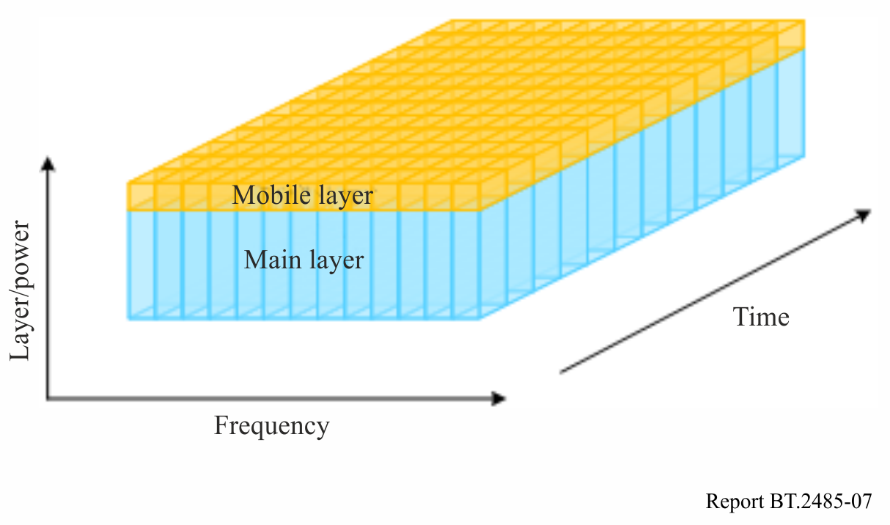 Mobile layer
Main layer
Layer/power
Time
Frequency
Report BT.2485-07